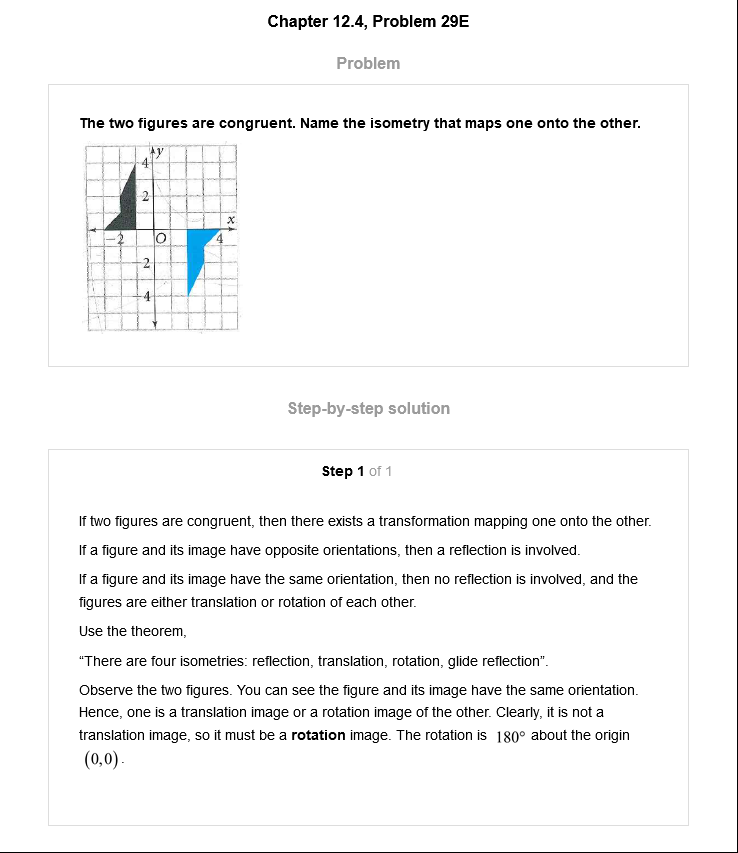 Chapter 12.4, Problem 29E
Problem
The two figures are congruent. Name the isometry that maps one onto the other.
y
4
2
x
−2
O
4
2
4
Step-by-step solution
Step 1 of 1
If two figures are congruent, then there exists a transformation mapping one onto the other.
If a figure and its image have opposite orientations, then a reflection is involved.
If a figure and its image have the same orientation, then no reflection is involved, and the
figures are either translation or rotation of each other.
Use the theorem,
“There are four isometries: reflection, translation, rotation, glide reflection”.
Observe the two figures. You can see the figure and its image have the same orientation.
Hence, one is a translation image or a rotation image of the other. Clearly, it is not a
translation image, so it must be a rotation image. The rotation is 180° about the origin
(0,0).